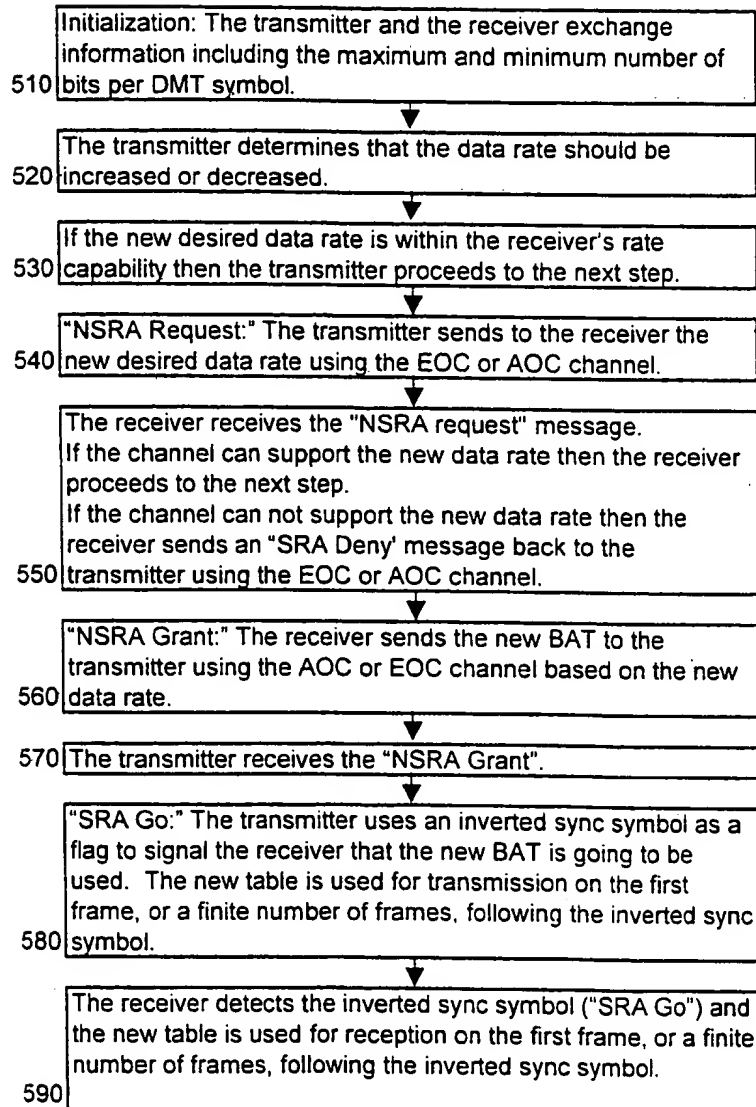 Initialization: The transmitter and the receiver exchange
information including the maximum and minimum number of
510 bits per DMT symbol.
The transmitter determines that the data rate should be
520 increased or decreased.
If the new desired data rate is within the receiver's rate
530 capability then the transmitter proceeds to the next step.
"NSRA Request:" The transmitter sends to the receiver the
540 new desired data rate using the EOC or AOC channel.
The receiver receives the "NSRA request" message.
If the channel can support the new data rate then the receiver
proceeds to the next step.
If the channel can not support the new data rate then the
receiver sends an "SRA Deny' message back to the
550 transmitter using the EOC or AOC channel.
"NSRA Grant:" The receiver sends the new BAT to the
transmitter using the AOC or EOC channel based on the new
560 data rate.
570 The transmitter receives the "NSRA Grant".
"SRA Go:" The transmitter uses an inverted sync symbol as a
flag to signal the receiver that the new BAT is going to be
used. The new table is used for transmission on the first
frame, or a finite number of frames, following the inverted sync
580 symbol.
The receiver detects the inverted sync symbol ("SRA Go") and
the new table is used for reception on the first frame, or a finite
number of frames, following the inverted sync symbol.
590